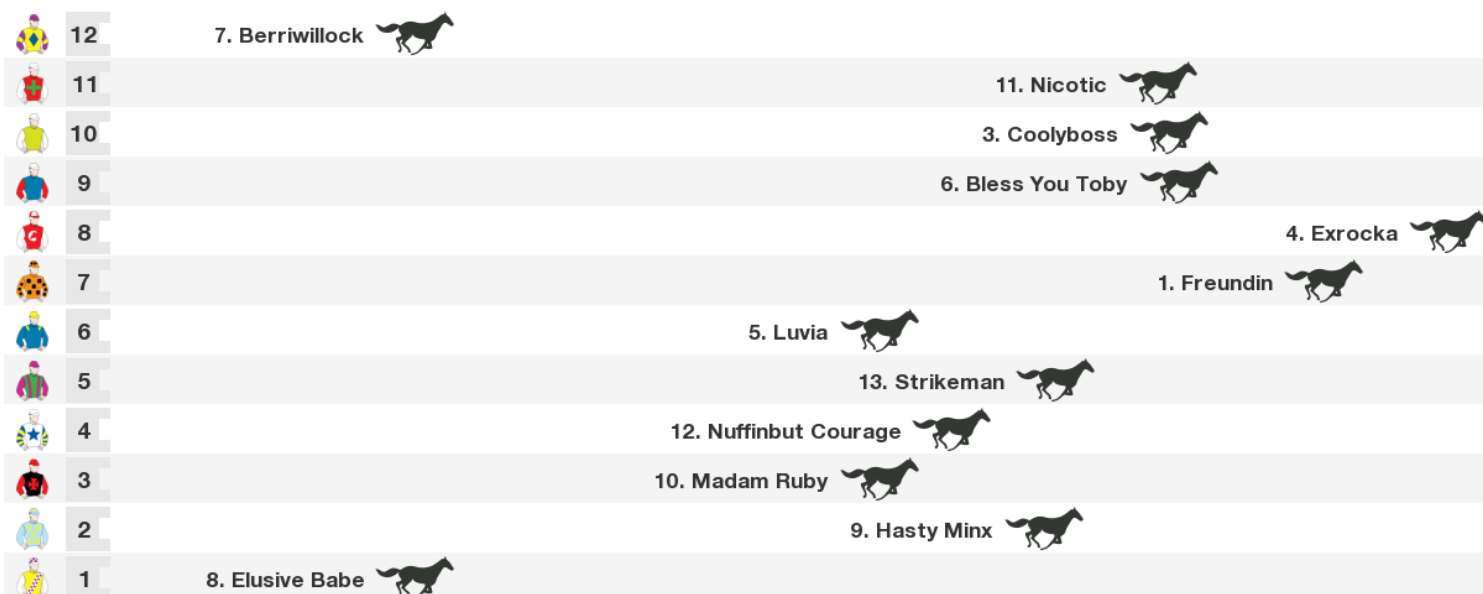 12 7. Berriwillock
11 11. Nicotic
10 3. Coolyboss
9 6. Bless You Toby
8 4. Exrocka
7 1. Freundin
6 5. Luvia
5 13. Strikeman
4 12. Nuffinbut Courage
3 10. Madam Ruby
2 9. Hasty Minx
1 8. Elusive Babe